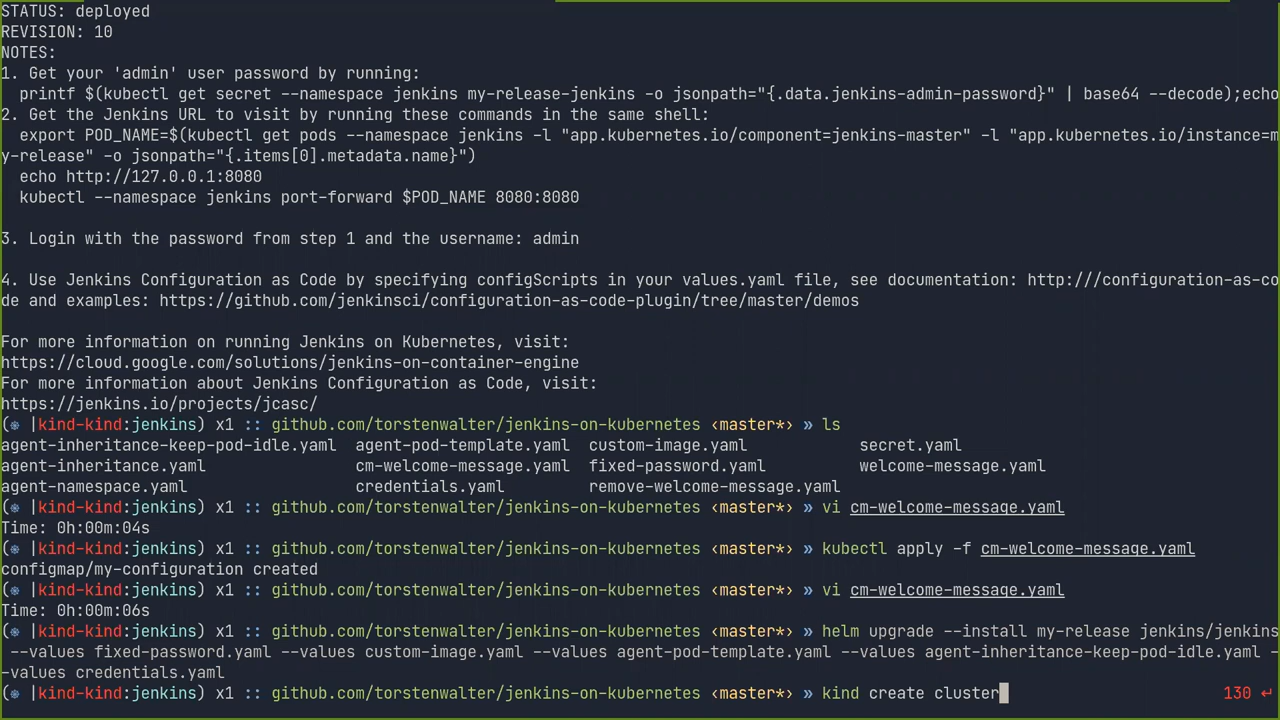 STATUS: deployed
REVISION: 10
NOTES:
1. Get your 'admin' user password by running:
  printf $(kubectl get secret --namespace jenkins my-release-jenkins -o jsonpath="{.data.jenkins-admin-password}" | base64 --decode);echo
2. Get the Jenkins URL to visit by running these commands in the same shell:
  export POD_NAME=$(kubectl get pods --namespace jenkins -l "app.kubernetes.io/component=jenkins-master" -l "app.kubernetes.io/instance=m
y-release" -o jsonpath="{.items[0].metadata.name}")
  echo http://127.0.0.1:8080
  kubectl --namespace jenkins port-forward $POD_NAME 8080:8080

3. Login with the password from step 1 and the username: admin

4. Use Jenkins Configuration as Code by specifying configScripts in your values.yaml file, see documentation: http:///configuration-as-co
de and examples: https://github.com/jenkinsci/configuration-as-code-plugin/tree/master/demos

For more information on running Jenkins on Kubernetes, visit:
https://cloud.google.com/solutions/jenkins-on-container-engine
For more information about Jenkins Configuration as Code, visit:
https://jenkins.io/projects/jcasc/
(⎈ |kind-kind:jenkins) x1 :: github.com/torstenwalter/jenkins-on-kubernetes ‹master*› » ls
agent-inheritance-keep-pod-idle.yaml  agent-pod-template.yaml  custom-image.yaml            secret.yaml
agent-inheritance.yaml                cm-welcome-message.yaml  fixed-password.yaml          welcome-message.yaml
agent-namespace.yaml                  credentials.yaml         remove-welcome-message.yaml
(⎈ |kind-kind:jenkins) x1 :: github.com/torstenwalter/jenkins-on-kubernetes ‹master*› » vi cm-welcome-message.yaml
Time: 0h:00m:04s
(⎈ |kind-kind:jenkins) x1 :: github.com/torstenwalter/jenkins-on-kubernetes ‹master*› » kubectl apply -f cm-welcome-message.yaml
configmap/my-configuration created
(⎈ |kind-kind:jenkins) x1 :: github.com/torstenwalter/jenkins-on-kubernetes ‹master*› » vi cm-welcome-message.yaml
Time: 0h:00m:06s
(⎈ |kind-kind:jenkins) x1 :: github.com/torstenwalter/jenkins-on-kubernetes ‹master*› » helm upgrade --install my-release jenkins/jenkins
 --values fixed-password.yaml --values custom-image.yaml --values agent-pod-template.yaml --values agent-inheritance-keep-pod-idle.yaml -
-values credentials.yaml
(⎈ |kind-kind:jenkins) x1 :: github.com/torstenwalter/jenkins-on-kubernetes ‹master*› » kind create cluster 130 ↵